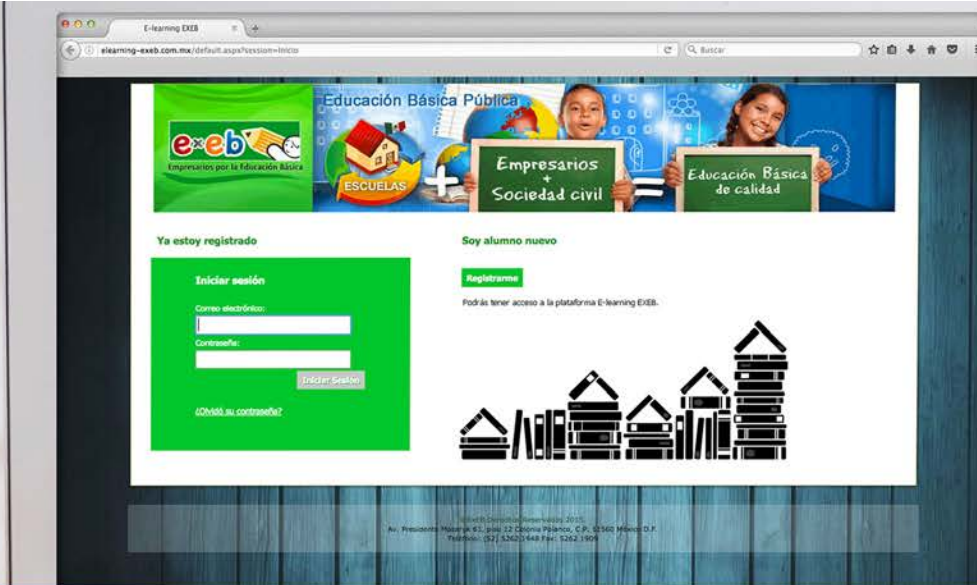 E-learning EXEB
elearning-exeb.com.mx/default.aspx?session=Inicio
Buscar
exeb
Empresarios por la Educación Básica
Educación Básica Pública
ESCUELAS
+
Empresarios
+
Sociedad civil
=
Educación Básica
de calidad
Ya estoy registrado
Soy alumno nuevo
Iniciar sesión
Registrarme
Correo electrónico:
Podrás tener acceso a la plataforma E-learning EXEB.
Contraseña:
Iniciar Sesión
¿Olvidó su contraseña?
Derechos Reservados 2015.
Av. Presidente Masaryk 61, piso 12 Colonia Polanco, C.P. 11560 México D.F.
Teléfono: (52) 5262 1948 Fax: 5262 1909